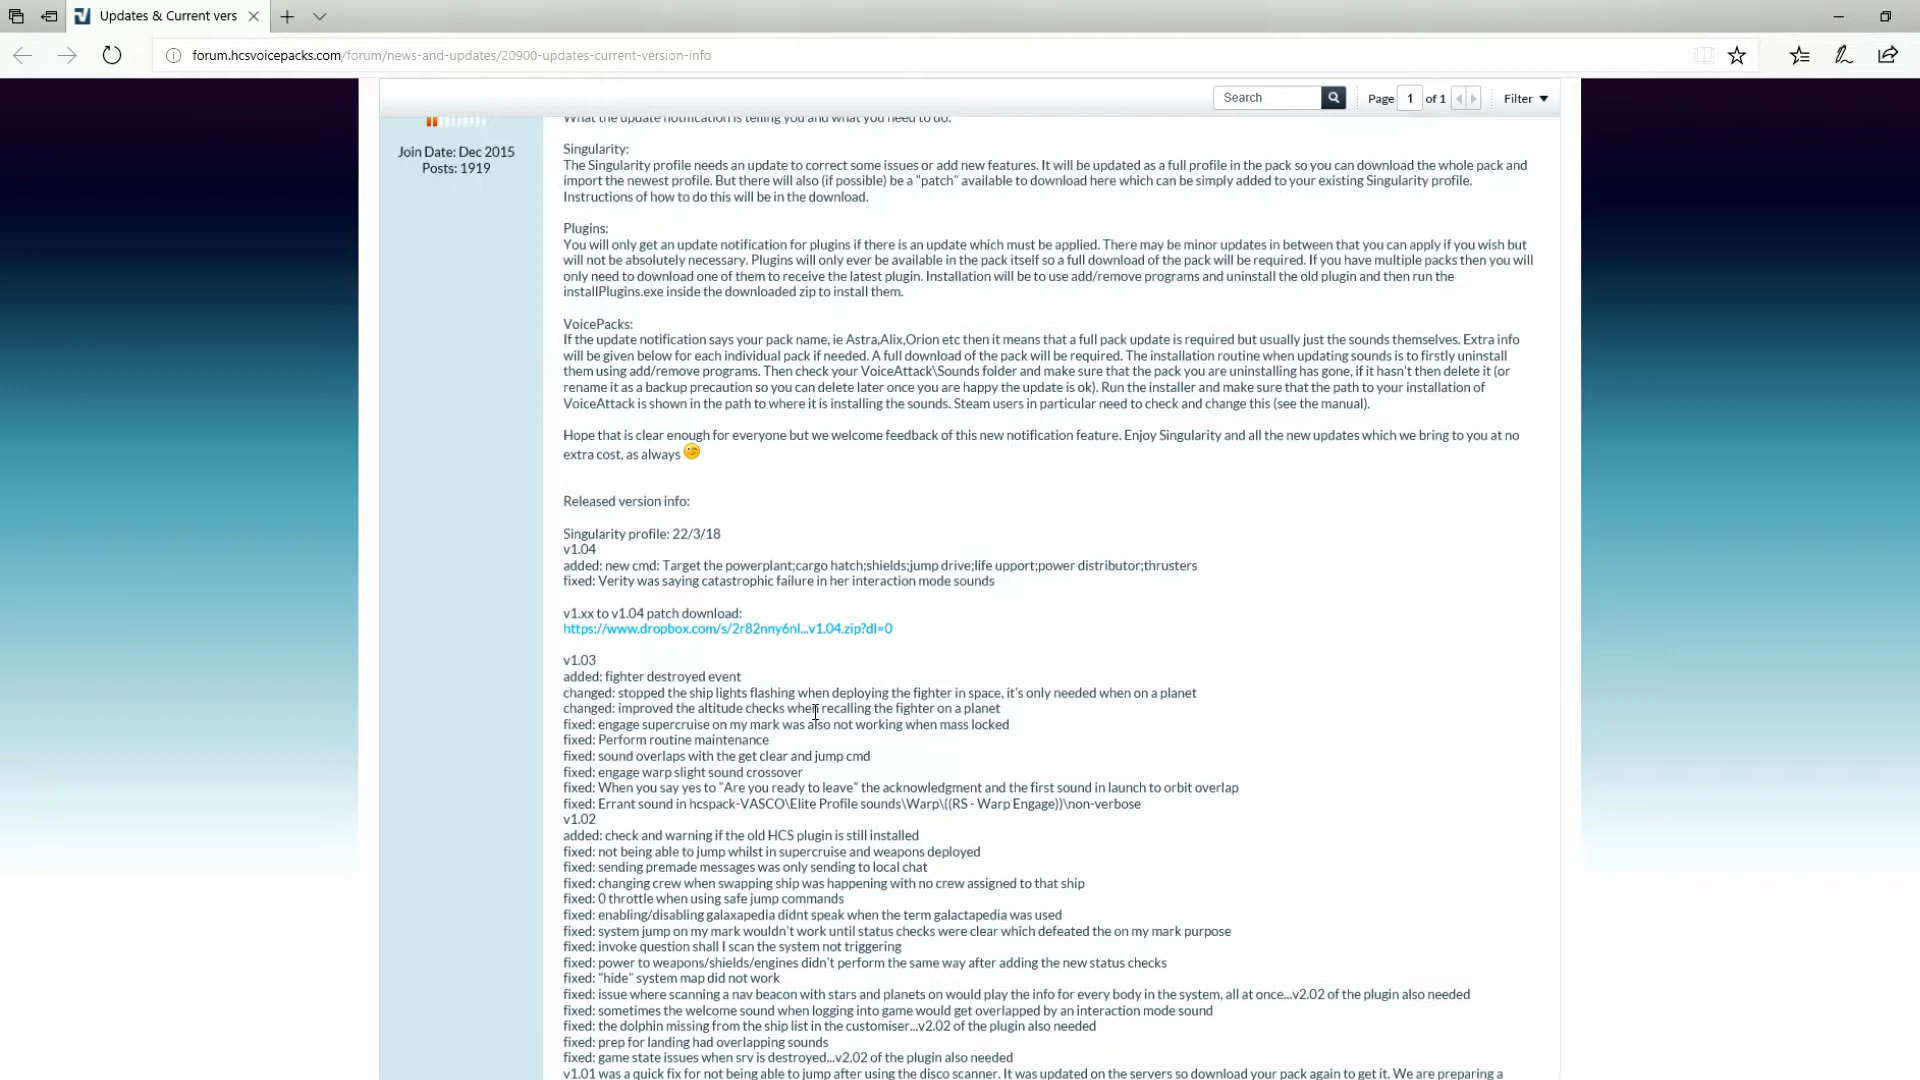 Updates & Current vers
forum.hcsvoicepacks.com/forum/news-and-updates/20900-updates-current-version-info
Search
Page 1 of 1
Filter
What the update notification is telling you and what you need to do.
Join Date: Dec 2015
Posts: 1919
Singularity:
The Singularity profile needs an update to correct some issues or add new features. It will be updated as a full profile in the pack so you can download the whole pack and
import the newest profile. But there will also (if possible) be a "patch" available to download here which can be simply added to your existing Singularity profile.
Instructions of how to do this will be in the download.
Plugins:
You will only get an update notification for plugins if there is an update which must be applied. There may be minor updates in between that you can apply if you wish but
will not be absolutely necessary. Plugins will only ever be available in the pack itself so a full download of the pack will be required. If you have multiple packs then you will
only need to download one of them to receive the latest plugin. Installation will be to use add/remove programs and uninstall the old plugin and then run the
installPlugins.exe inside the downloaded zip to install them.
VoicePacks:
If the update notification says your pack name, ie Astra,Alix,Orion etc then it means that a full pack update is required but usually just the sounds themselves. Extra info
will be given below for each individual pack if needed. A full download of the pack will be required. The installation routine when updating sounds is to firstly uninstall
them using add/remove programs. Then check your VoiceAttack\Sounds folder and make sure that the pack you are uninstalling has gone, if it hasn't then delete it (or
rename it as a backup precaution so you can delete later once you are happy the update is ok). Run the installer and make sure that the path to your installation of
VoiceAttack is shown in the path to where it is installing the sounds. Steam users in particular need to check and change this (see the manual).
Hope that is clear enough for everyone but we welcome feedback of this new notification feature. Enjoy Singularity and all the new updates which we bring to you at no
extra cost, as always
Released version info:
Singularity profile: 22/3/18
v1.04
added: new cmd: Target the powerplant;cargo hatch;shields;jump drive;life upport;power distributor;thrusters
fixed: Verity was saying catastrophic failure in her interaction mode sounds
v1.xx to v1.04 patch download:
https://www.dropbox.com/s/2r82nny6nl...v1.04.zip?dl=0
v1.03
added: fighter destroyed event
changed: stopped the ship lights flashing when deploying the fighter in space, it's only needed when on a planet
changed: improved the altitude checks when recalling the fighter on a planet
fixed: engage supercruise on my mark was also not working when mass locked
fixed: Perform routine maintenance
fixed: sound overlaps with the get clear and jump cmd
fixed: engage warp slight sound crossover
fixed: When you say yes to "Are you ready to leave" the acknowledgment and the first sound in launch to orbit overlap
fixed: Errant sound in hcspack-VASCO\Elite Profile sounds\Warp\((RS - Warp Engage))\non-verbose
v1.02
added: check and warning if the old HCS plugin is still installed
fixed: not being able to jump whilst in supercruise and weapons deployed
fixed: sending premade messages was only sending to local chat
fixed: changing crew when swapping ship was happening with no crew assigned to that ship
fixed: 0 throttle when using safe jump commands
fixed: enabling/disabling galaxapedia didnt speak when the term galactapedia was used
fixed: system jump on my mark wouldn't work until status checks were clear which defeated the on my mark purpose
fixed: invoke question shall I scan the system not triggering
fixed: power to weapons/shields/engines didn't perform the same way after adding the new status checks
fixed: "hide" system map did not work
fixed: issue where scanning a nav beacon with stars and planets on would play the info for every body in the system, all at once...v2.02 of the plugin also needed
fixed: sometimes the welcome sound when logging into game would get overlapped by an interaction mode sound
fixed: the dolphin missing from the ship list in the customiser...v2.02 of the plugin also needed
fixed: prep for landing had overlapping sounds
fixed: game state issues when srv is destroyed...v2.02 of the plugin also needed
v1.01 was a quick fix for not being able to jump after using the disco scanner. It was updated on the servers so download your pack again to get it. We are preparing a